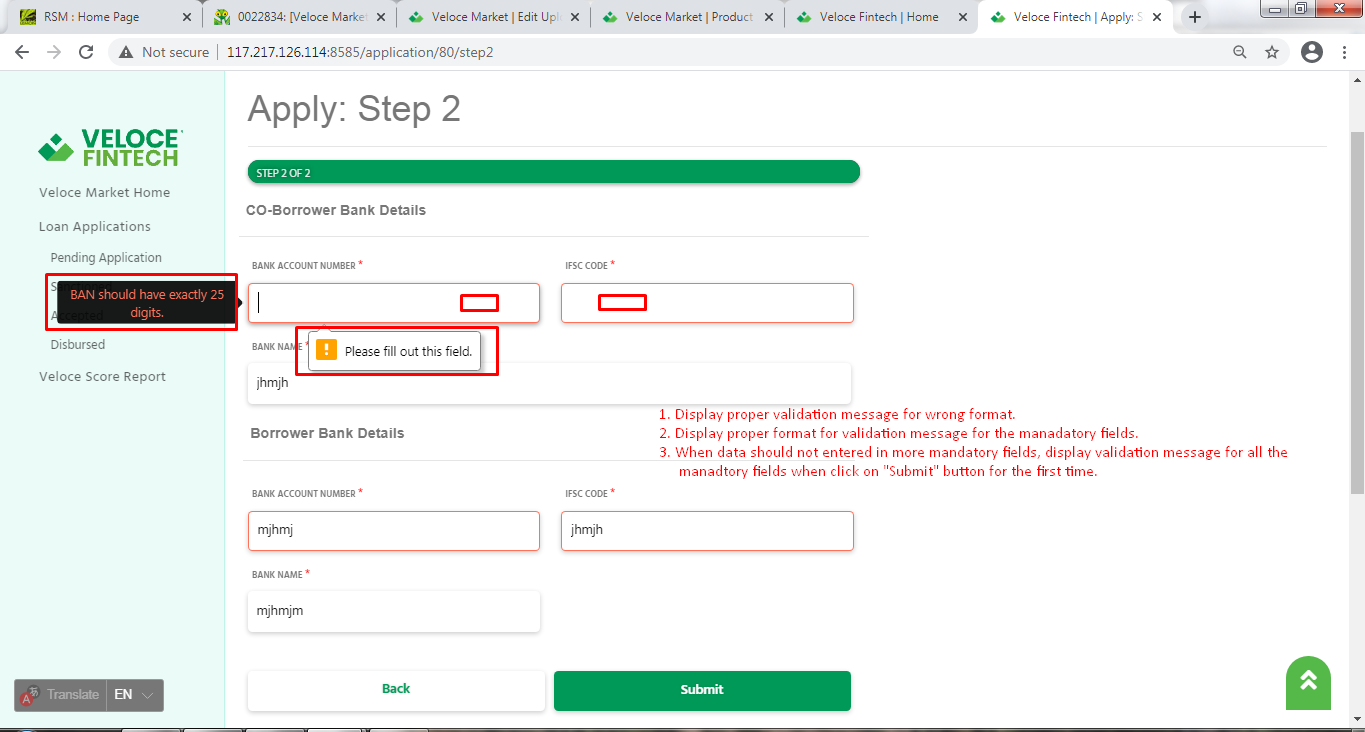 RSM : Home Page
0022834: [Veloce Market
Veloce Market | Edit Upl
Veloce Market | Product
Veloce Fintech | Home
Veloce Fintech | Apply: S
Not secure
117.217.126.114:8585/application/80/step2
VELOCE
FINTECH
Veloce Market Home
Loan Applications
Pending Application
BAN should have exactly 25
digits.
Accepted
Disbursed
Veloce Score Report
Apply: Step 2
STEP 2 OF 2
CO-Borrower Bank Details
BANK ACCOUNT NUMBER *
IFSC CODE *
Please fill out this field.
BANK NAME *
jhmjh
1. Display proper validation message for wrong format.
2. Display proper format for validation message for the manadatory fields.
3. When data should not entered in more mandatory fields, display validation message for all the
manadtory fields when click on "Submit" button for the first time.
Borrower Bank Details
BANK ACCOUNT NUMBER *
IFSC CODE *
mjhmj
jhmjh
BANK NAME *
mjhmjm
Back
Submit
Translate
EN